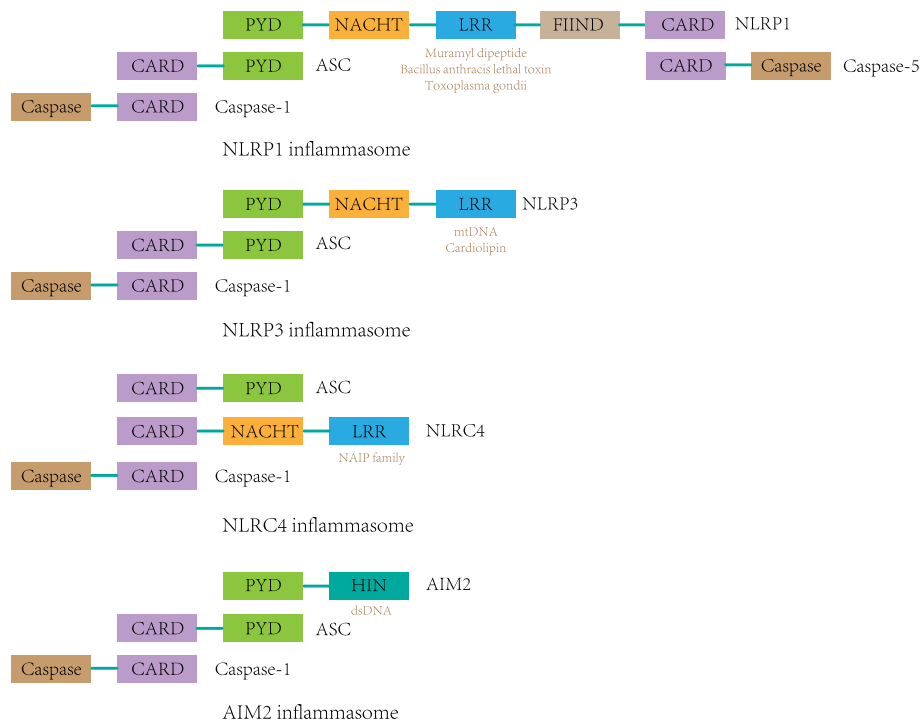 PYD NACHT LRR FIIND CARD NLRP1
Muramyl dipeptide
Bacillus anthracis lethal toxin
Toxoplasma gondii
CARD PYD ASC
CARD Caspase Caspase-5
Caspase CARD Caspase-1
NLRP1 inflammasome
PYD NACHT LRR NLRP3
mtDNA
Cardiolipin
CARD PYD ASC
Caspase CARD Caspase-1
NLRP3 inflammasome
CARD PYD ASC
CARD NACHT LRR NLRC4
NAIP family
Caspase CARD Caspase-1
NLRC4 inflammasome
PYD HIN AIM2
dsDNA
CARD PYD ASC
Caspase CARD Caspase-1
AIM2 inflammasome